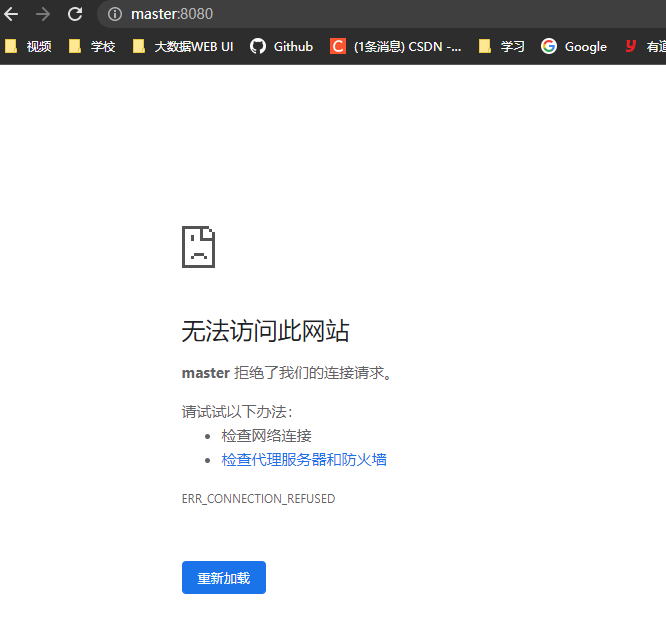 master:8080
视频 学校 大数据WEB UI Github (1条消息) CSDN -... 学习 Google 有道
无法访问此网站
master 拒绝了我们的连接请求。
请试试以下办法：
检查网络连接
检查代理服务器和防火墙
ERR_CONNECTION_REFUSED
重新加载